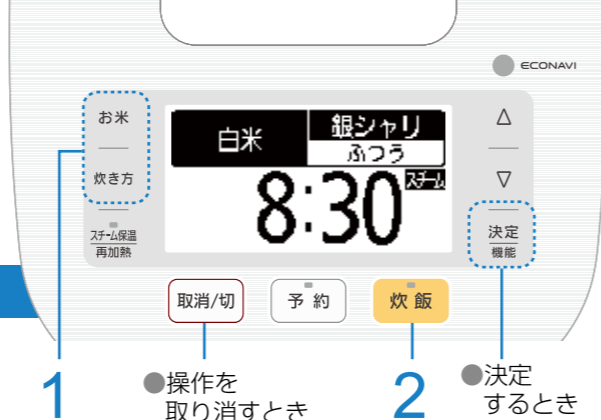 ECONAVI
お米
炊き方
スチーム保温
再加熱
白米
銀シャリ
ふつう
8:30
スチーム
△
▽
決定
機能
取消/切
予約
炊飯
1
●操作を
取り消すとき
2
●決定
するとき